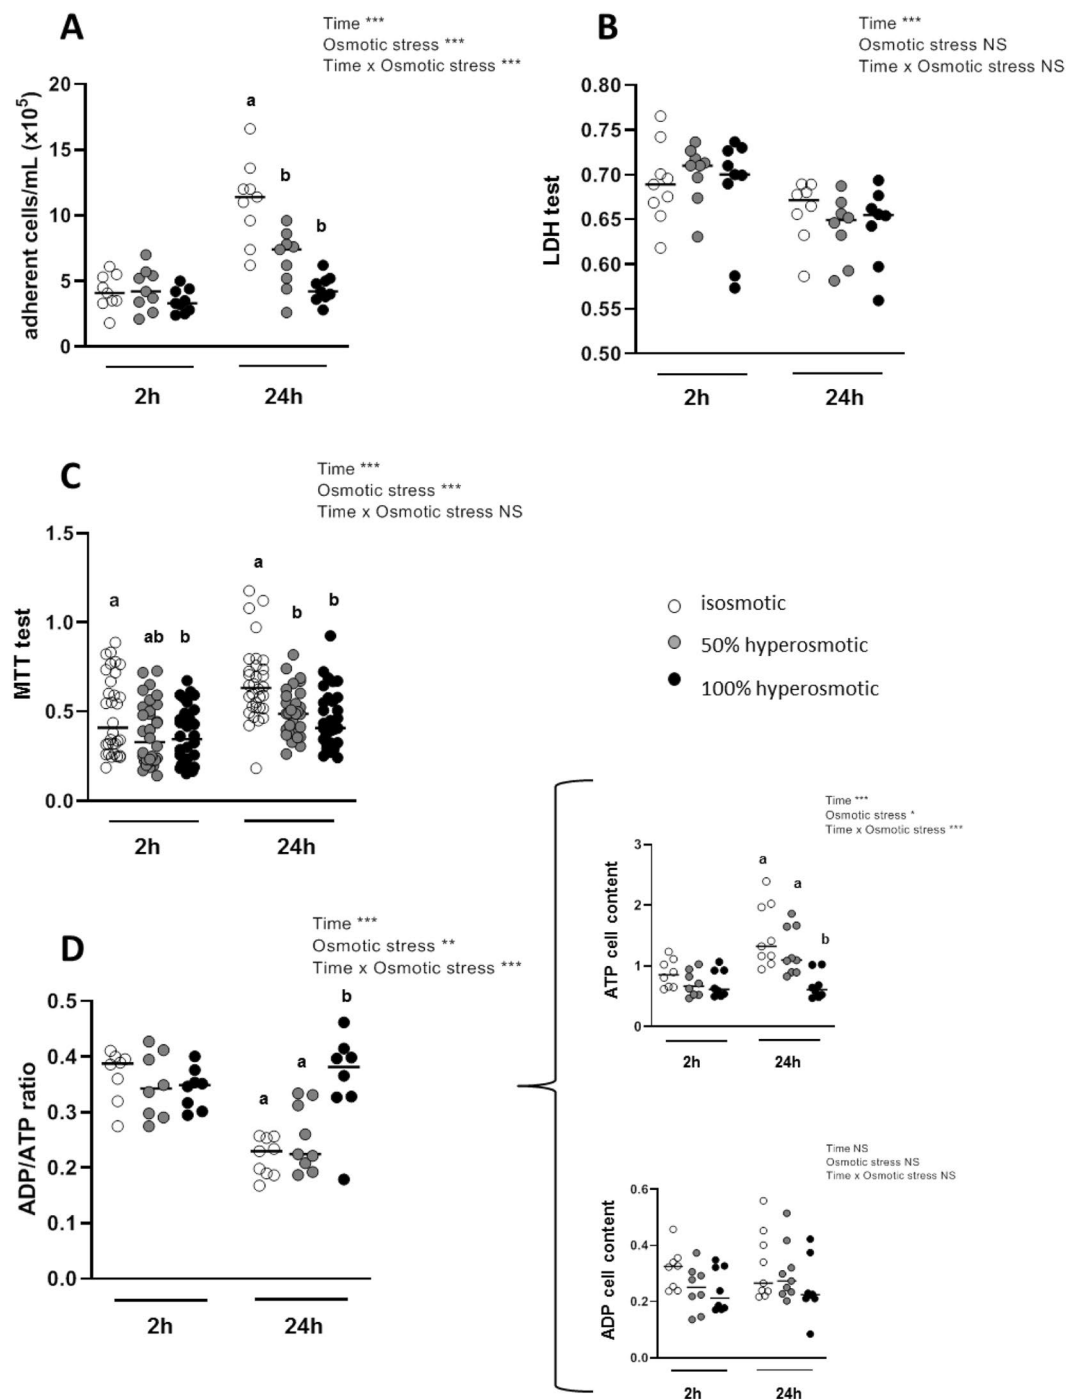 A
Time ***
Osmotic stress ***
Time x Osmotic stress ***
adherent cells/mL (x10⁵)
20
15
10
5
0
a
b
b
2h
24h
B
Time ***
Osmotic stress NS
Time x Osmotic stress NS
LDH test
0.80
0.75
0.70
0.65
0.60
0.55
0.50
2h
24h
C
Time ***
Osmotic stress ***
Time x Osmotic stress NS
MTT test
1.5
1.0
0.5
0.0
a
ab
b
a
b
b
2h
24h
isosmotic
50% hyperosmotic
100% hyperosmotic
D
Time ***
Osmotic stress **
Time x Osmotic stress ***
ADP/ATP ratio
0.5
0.4
0.3
0.2
0.1
0.0
a
a
b
2h
24h
Time ***
Osmotic stress *
Time x Osmotic stress ***
ATP cell content
3
2
1
0
a
a
b
2h
24h
Time NS
Osmotic stress NS
Time x Osmotic stress NS
ADP cell content
0.6
0.4
0.2
0.0
2h
24h